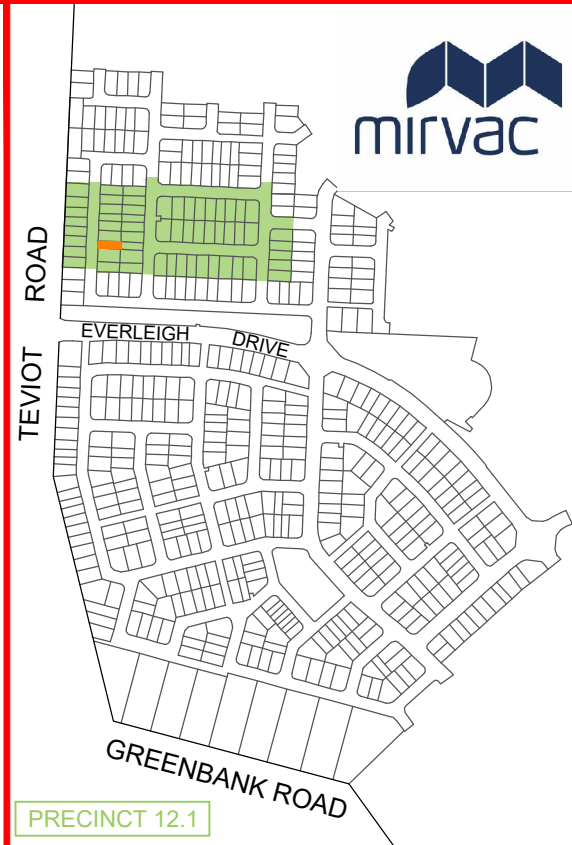 mirvac
TEVIOT ROAD
EVERLEIGH DRIVE
GREENBANK ROAD
PRECINCT 12.1